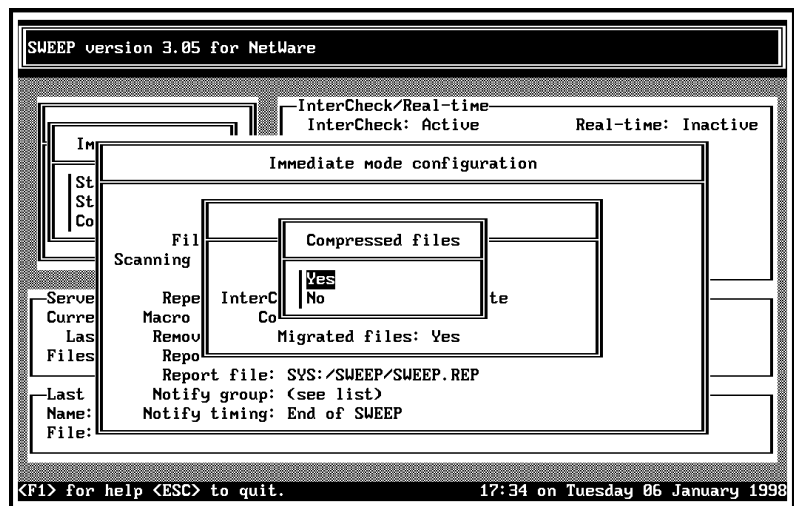 SWEEP version 3.05 for NetWare
InterCheck/Real-time
InterCheck: Active Real-time: Inactive
Im
Immediate mode configuration
St
St
Co
Fil
Compressed files
Scanning
Yes
Serve Repe InterC No te
Curre Macro Co
Las Remov Migrated files: Yes
Files Repo
Report file: SYS:/SWEEP/SWEEP.REP
Last Notify group: (see list)
Name: Notify timing: End of SWEEP
File:
<F1> for help <ESC> to quit. 17:34 on Tuesday 06 January 1998